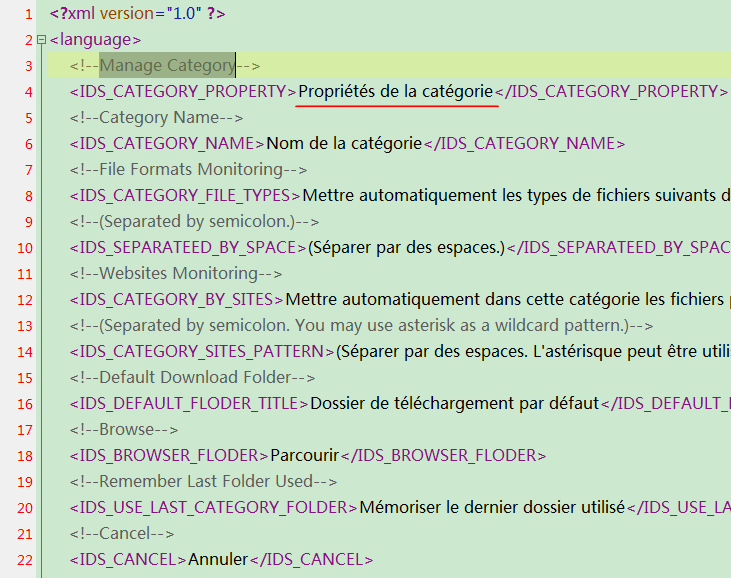 1 <?xml version="1.0" ?>
2 <language>
3 <!--Manage Category-->
4 <IDS_CATEGORY_PROPERTY>Propriétés de la catégorie</IDS_CATEGORY_PROPERTY>
5 <!--Category Name-->
6 <IDS_CATEGORY_NAME>Nom de la catégorie</IDS_CATEGORY_NAME>
7 <!--File Formats Monitoring-->
8 <IDS_CATEGORY_FILE_TYPES>Mettre automatiquement les types de fichiers suivants d
9 <!--(Separated by semicolon.)-->
10 <IDS_SEPARATEED_BY_SPACE>(Séparer par des espaces.)</IDS_SEPARATEED_BY_SPAC
11 <!--Websites Monitoring-->
12 <IDS_CATEGORY_BY_SITES>Mettre automatiquement dans cette catégorie les fichiers
13 <!--(Separated by semicolon. You may use asterisk as a wildcard pattern.)-->
14 <IDS_CATEGORY_SITES_PATTERN>(Séparer par des espaces. L'astérisque peut être utili
15 <!--Default Download Folder-->
16 <IDS_DEFAULT_FLODER_TITLE>Dossier de téléchargement par défaut</IDS_DEFAULT_
17 <!--Browse-->
18 <IDS_BROWSER_FLODER>Parcourir</IDS_BROWSER_FLODER>
19 <!--Remember Last Folder Used-->
20 <IDS_USE_LAST_CATEGORY_FOLDER>Mémoriser le dernier dossier utilisé</IDS_USE_LA
21 <!--Cancel-->
22 <IDS_CANCEL>Annuler</IDS_CANCEL>